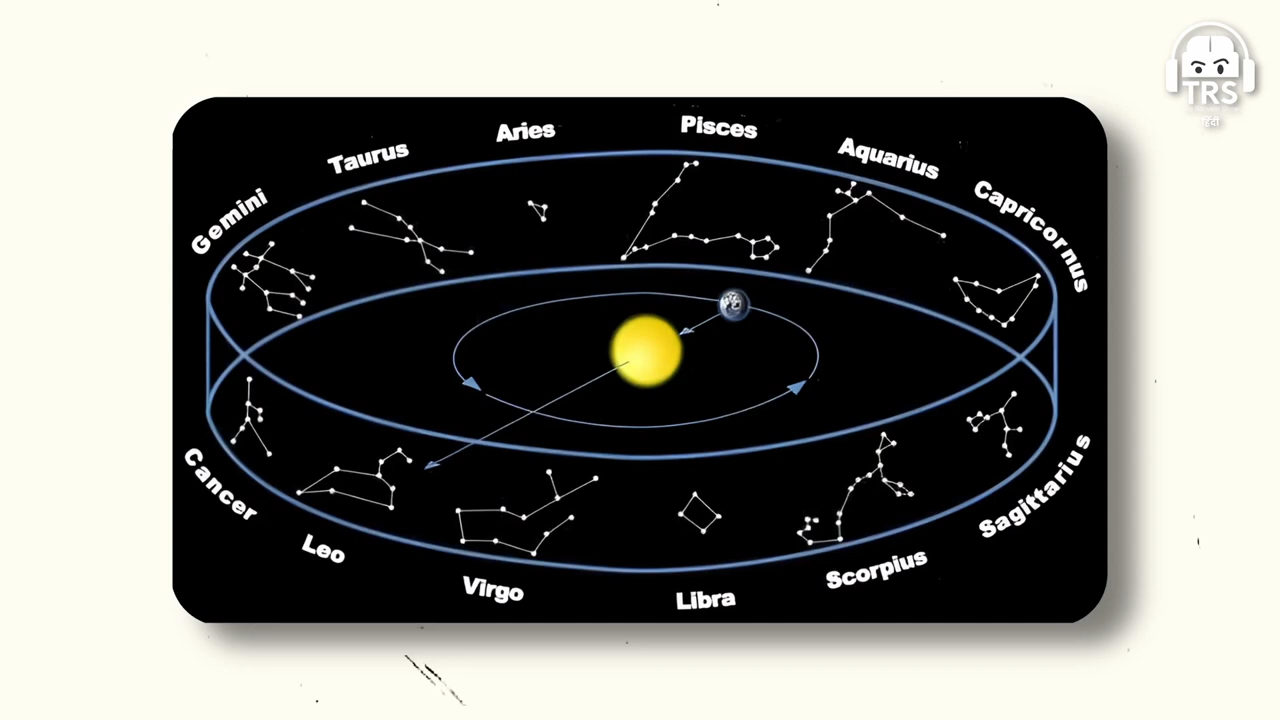 TRS
हिंदी
Aries
Pisces
Taurus
Aquarius
Gemini
Capricornus
Cancer
Sagittarius
Leo
Scorpius
Virgo
Libra